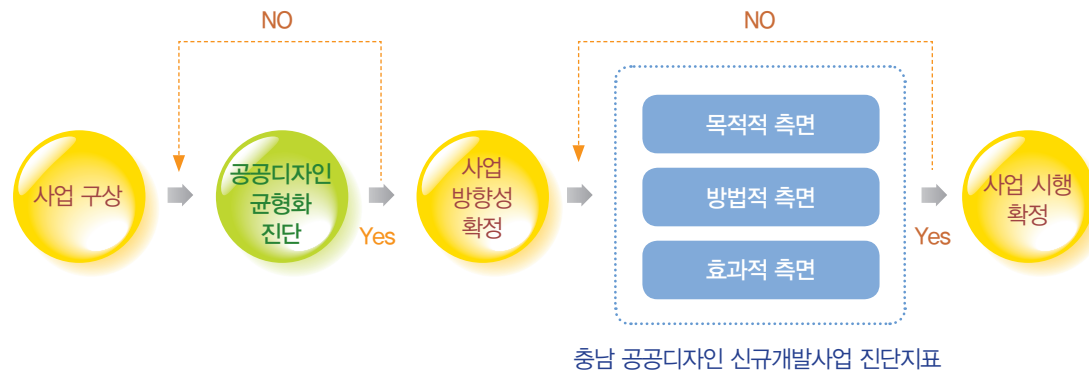 NO
NO
사업 구상
공공디자인
균형화
진단
Yes
사업
방향성
확정
목적적 측면
방법적 측면
효과적 측면
Yes
사업 시행
확정
충남 공공디자인 신규개발사업 진단지표